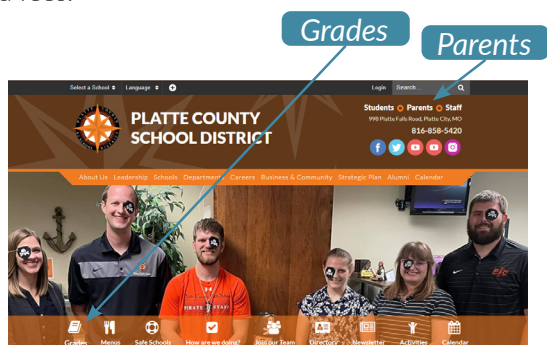 Grades
Parents
Select a School Language
Login Search...
Students Parents Staff
998 Platte Falls Road, Platte City, MO
816-858-5420
PLATTE COUNTY
SCHOOL DISTRICT
About Us Leadership Schools Departments Careers Business & Community Strategic Plan Alumni Calendar
PIRATE STAFF
Grades Menus Safe Schools How are we doing? Join our Team Directory Newsletter Activities Calendar